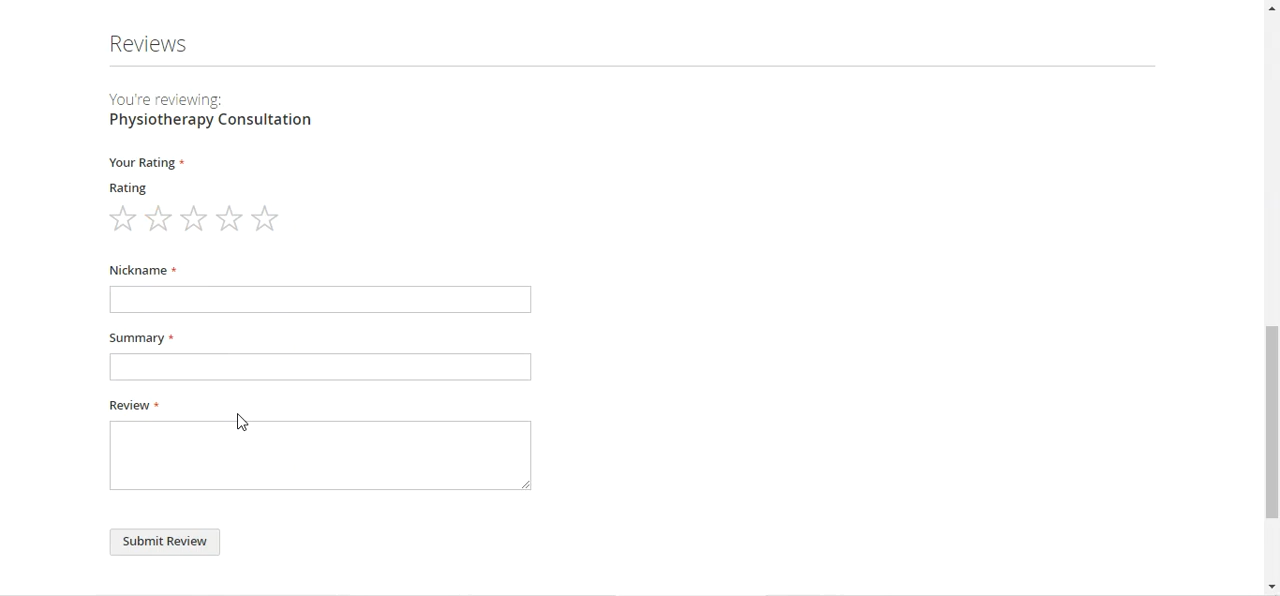 Reviews
You're reviewing:
Physiotherapy Consultation
Your Rating *
Rating
Nickname *
Summary *
Review *
Submit Review